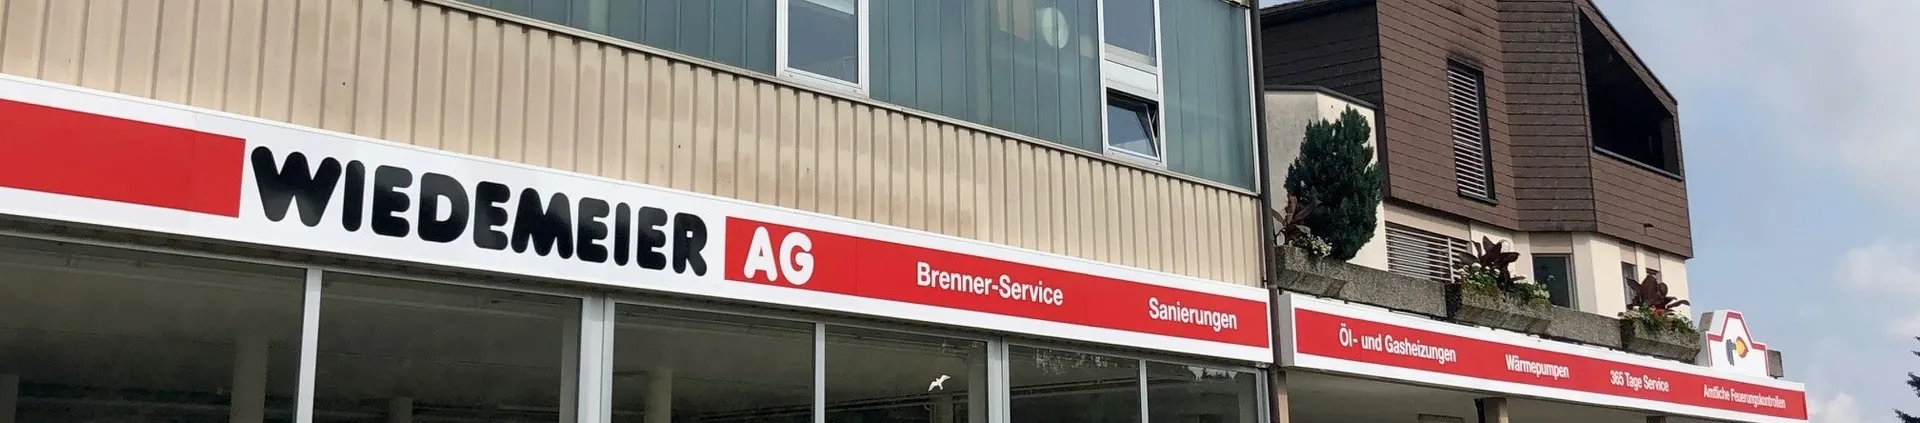 WIEDEMEIER AG Brenner-Service Sanierungen
Öl- und Gasheizungen Wärmepumpen 365 Tage Service Amtliche Feuerungskontrollen